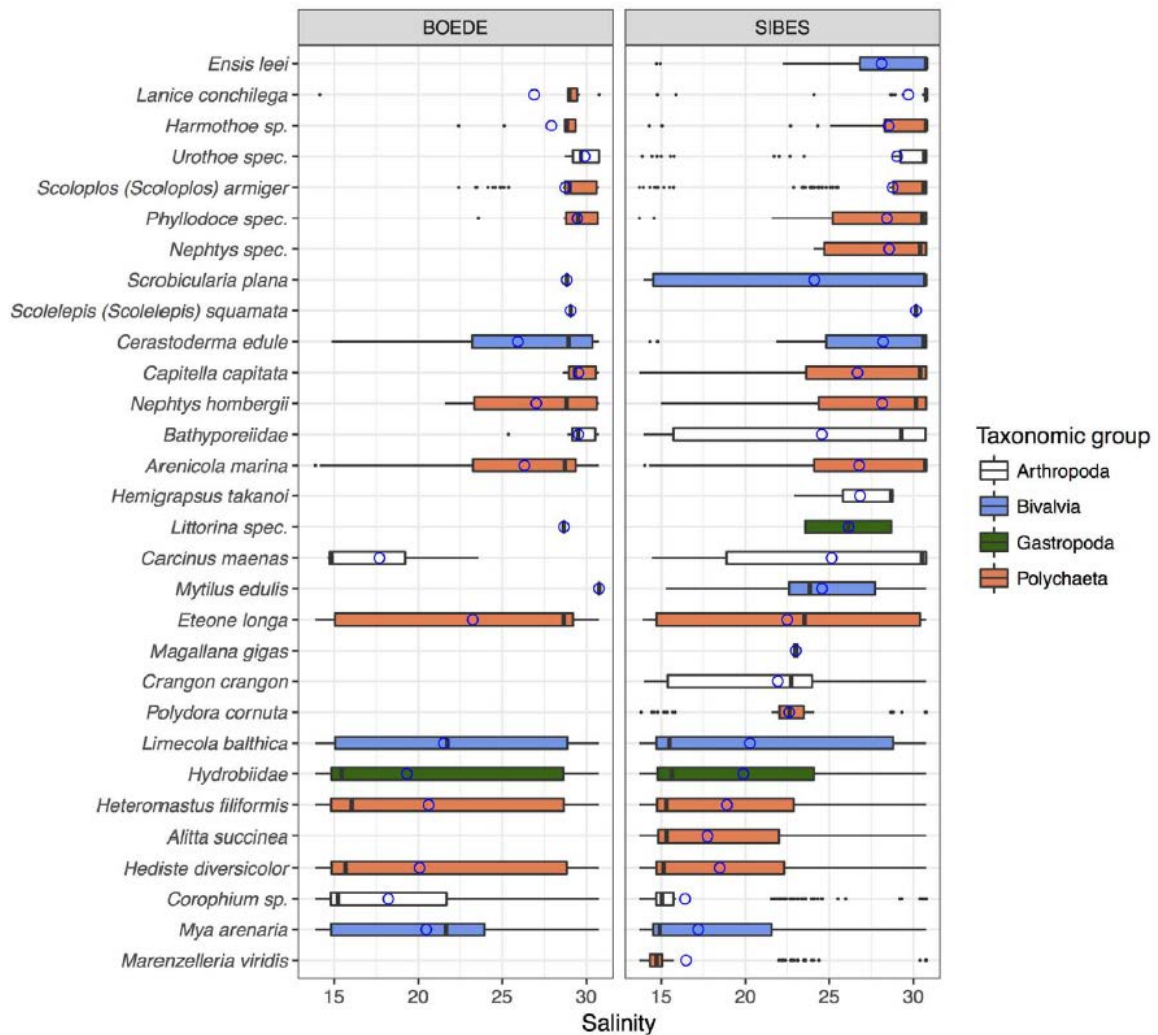 BOEDE SIBES
Ensis leei
Lanice conchilega
Harmothoe sp.
Urothoe spec.
Scoloplos (Scoloplos) armiger
Phyllodoce spec.
Nephtys spec.
Scrobicularia plana
Scolelepis (Scolelepis) squamata
Cerastoderma edule
Capitella capitata
Nephtys hombergii
Bathyporeiidae
Arenicola marina
Hemigrapsus takanoi
Littorina spec.
Carcinus maenas
Mytilus edulis
Eteone longa
Magallana gigas
Crangon crangon
Polydora cornuta
Limecola balthica
Hydrobiidae
Heteromastus filiformis
Alitta succinea
Hediste diversicolor
Corophium sp.
Mya arenaria
Marenzelleria viridis
15 20 25 30 15 20 25 30
Salinity
Taxonomic group
Arthropoda
Bivalvia
Gastropoda
Polychaeta